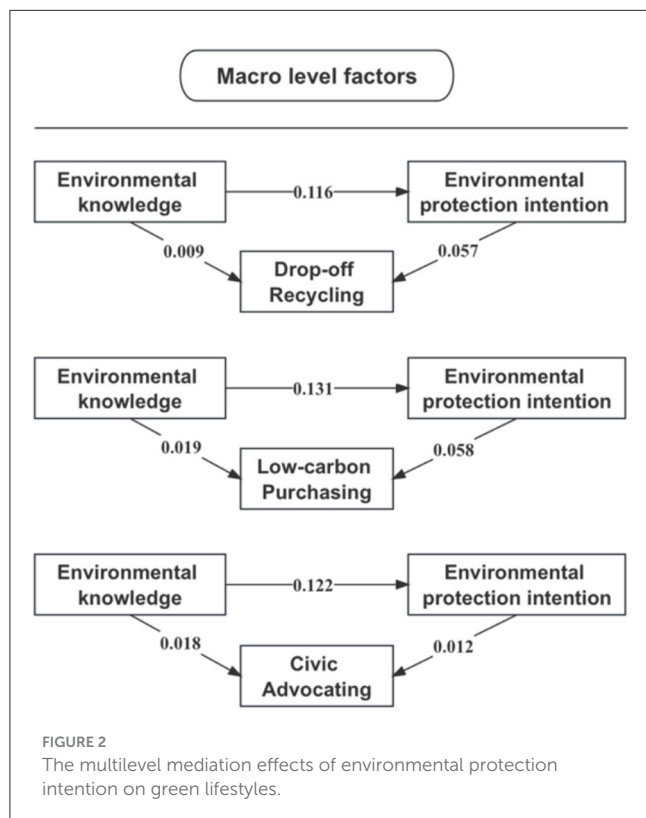 Macro level factors
Environmental knowledge
0.116
Environmental protection intention
0.009
0.057
Drop-off
Recycling
Environmental knowledge
0.131
Environmental protection intention
0.019
0.058
Low-carbon
Purchasing
Environmental knowledge
0.122
Environmental protection intention
0.018
0.012
Civic
Advocating
FIGURE 2
The multilevel mediation effects of environmental protection
intention on green lifestyles.